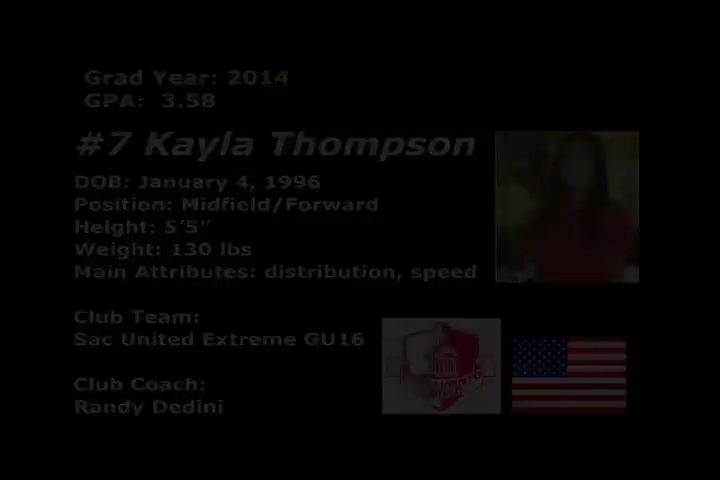 Grad Year: 2014
GPA: 3.58
#7 Kayla Thompson
DOB: January 4, 1996
Position: Midfield/Forward
Height: 5'5”
Weight: 130 lbs
Main Attributes: distribution, speed
Club Team:
Sac United Extreme GU16
Club Coach:
Randy Dedini